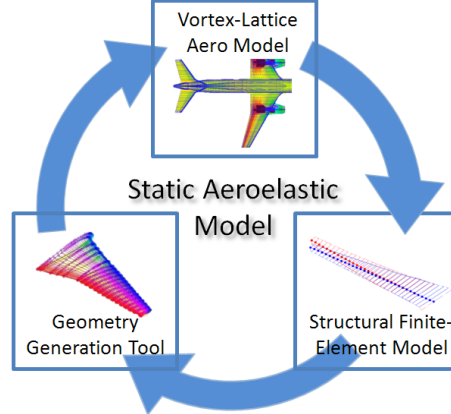 Vortex-Lattice
Aero Model
Static Aeroelastic
Model
Geometry
Generation Tool
Structural Finite-
Element Model